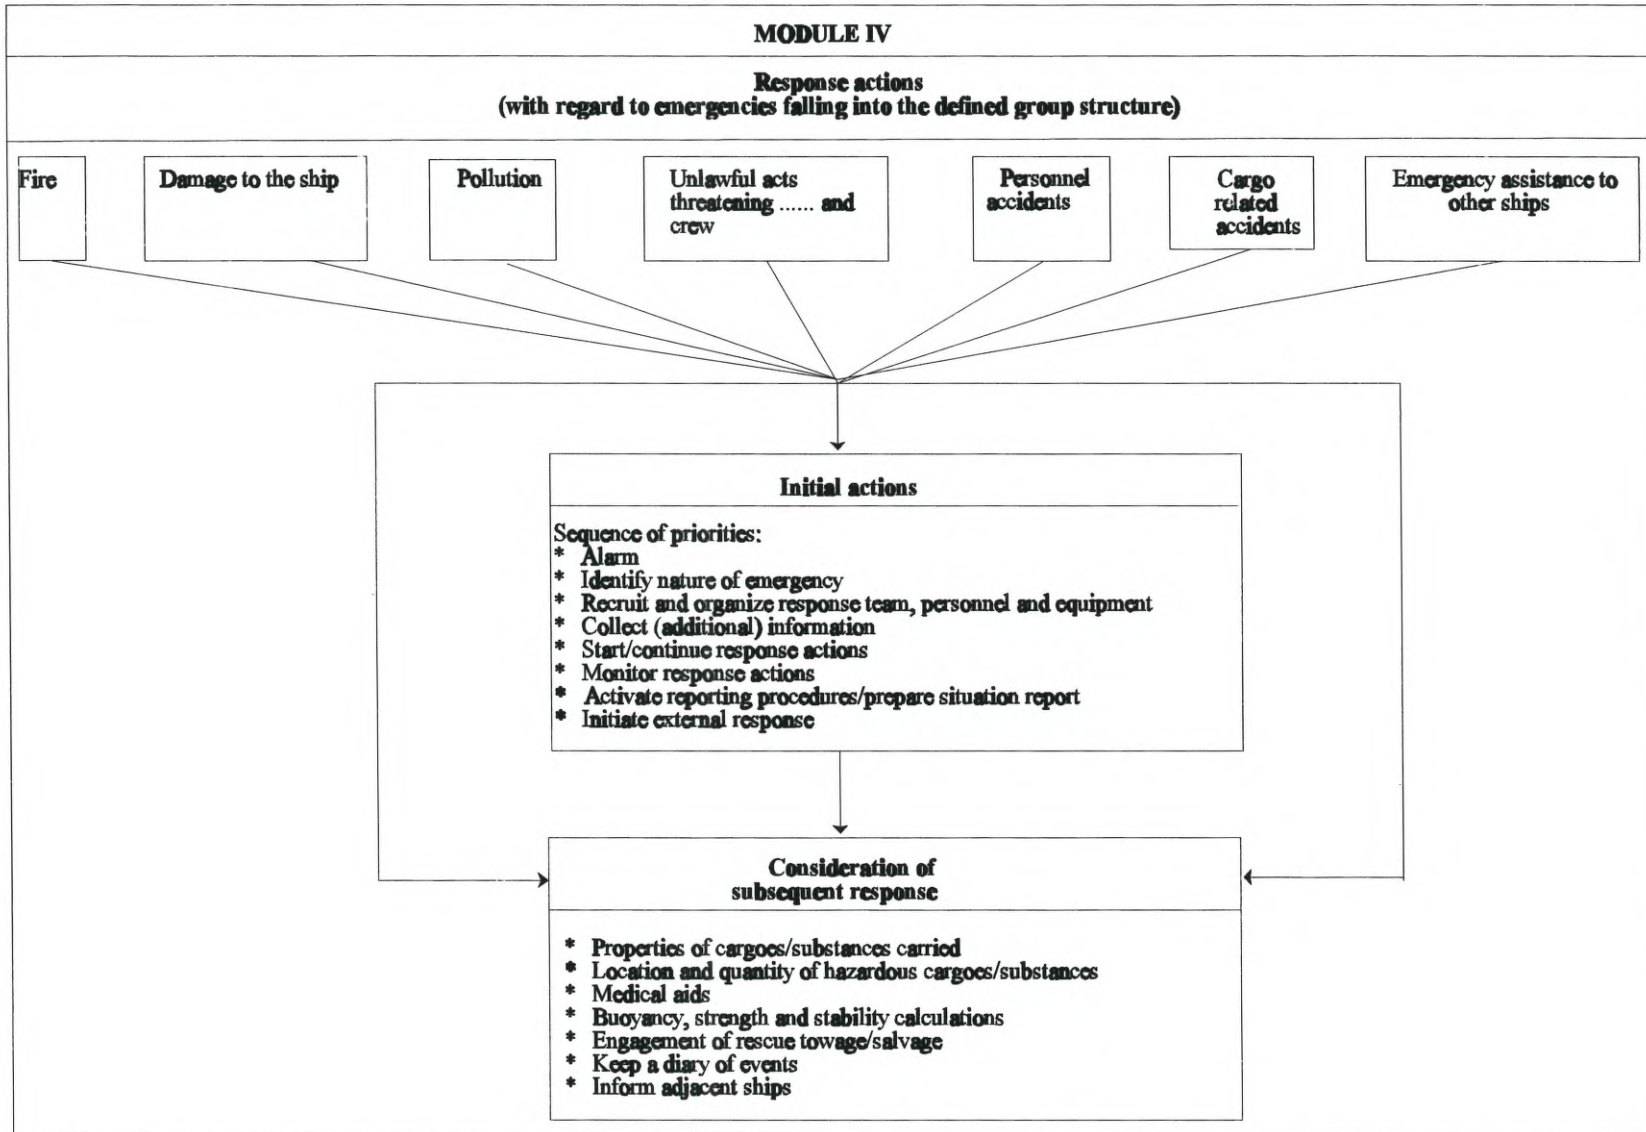 MODULE IV
Response actions
(with regard to emergencies falling into the defined group structure)
Fire
Damage to the ship
Pollution
Unlawful acts
threatening ...... and
crew
Personnel
accidents
Cargo
related
accidents
Emergency assistance to
other ships
Initial actions
Sequence of priorities:
* Alarm
* Identify nature of emergency
* Recruit and organize response team, personnel and equipment
* Collect (additional) information
* Start/continue response actions
* Monitor response actions
* Activate reporting procedures/prepare situation report
* Initiate external response
Consideration of
subsequent response
* Properties of cargoes/substances carried
* Location and quantity of hazardous cargoes/substances
* Medical aids
* Buoyancy, strength and stability calculations
* Engagement of rescue towage/salvage
* Keep a diary of events
* Inform adjacent ships